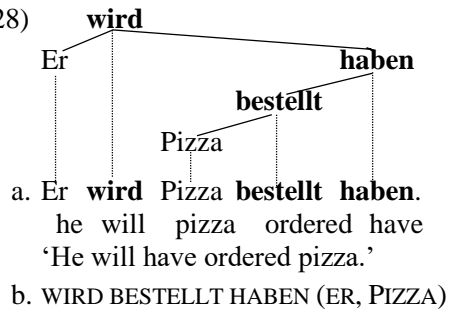 28) wird
Er haben
bestellt
Pizza
a. Er wird Pizza bestellt haben.
he will pizza ordered have
‘He will have ordered pizza.’
b. WIRD BESTELLT HABEN (ER, PIZZA)